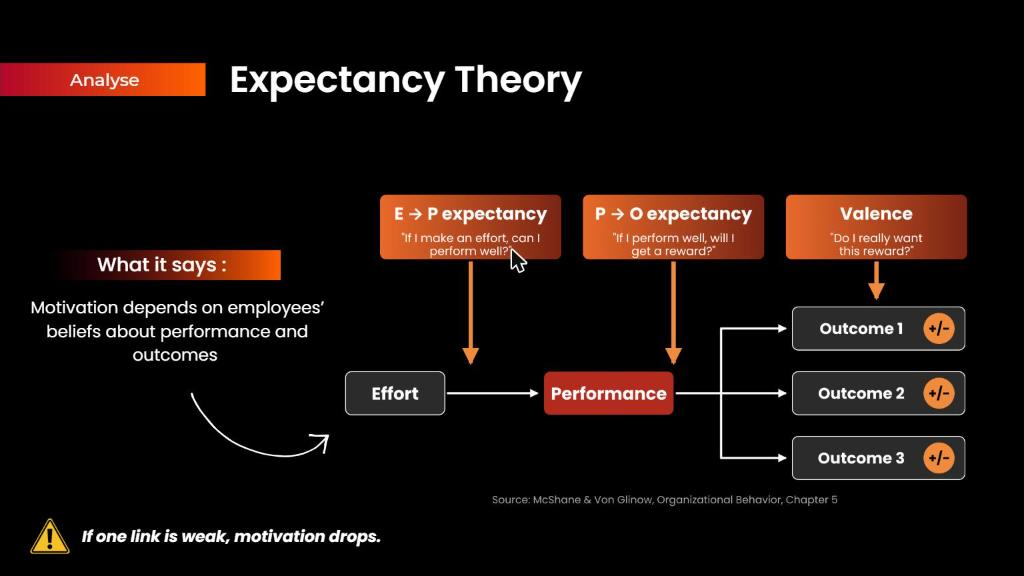 Analyse
Expectancy Theory
E → P expectancy
"If I make an effort, can I
perform well?"
P → O expectancy
"If I perform well, will I
get a reward?"
Valence
"Do I really want
this reward?"
What it says :
Motivation depends on employees’
beliefs about performance and
outcomes
Effort
Performance
Outcome 1 +/-
Outcome 2 +/-
Outcome 3 +/-
Source: McShane & Von Glinow, Organizational Behavior, Chapter 5
If one link is weak, motivation drops.